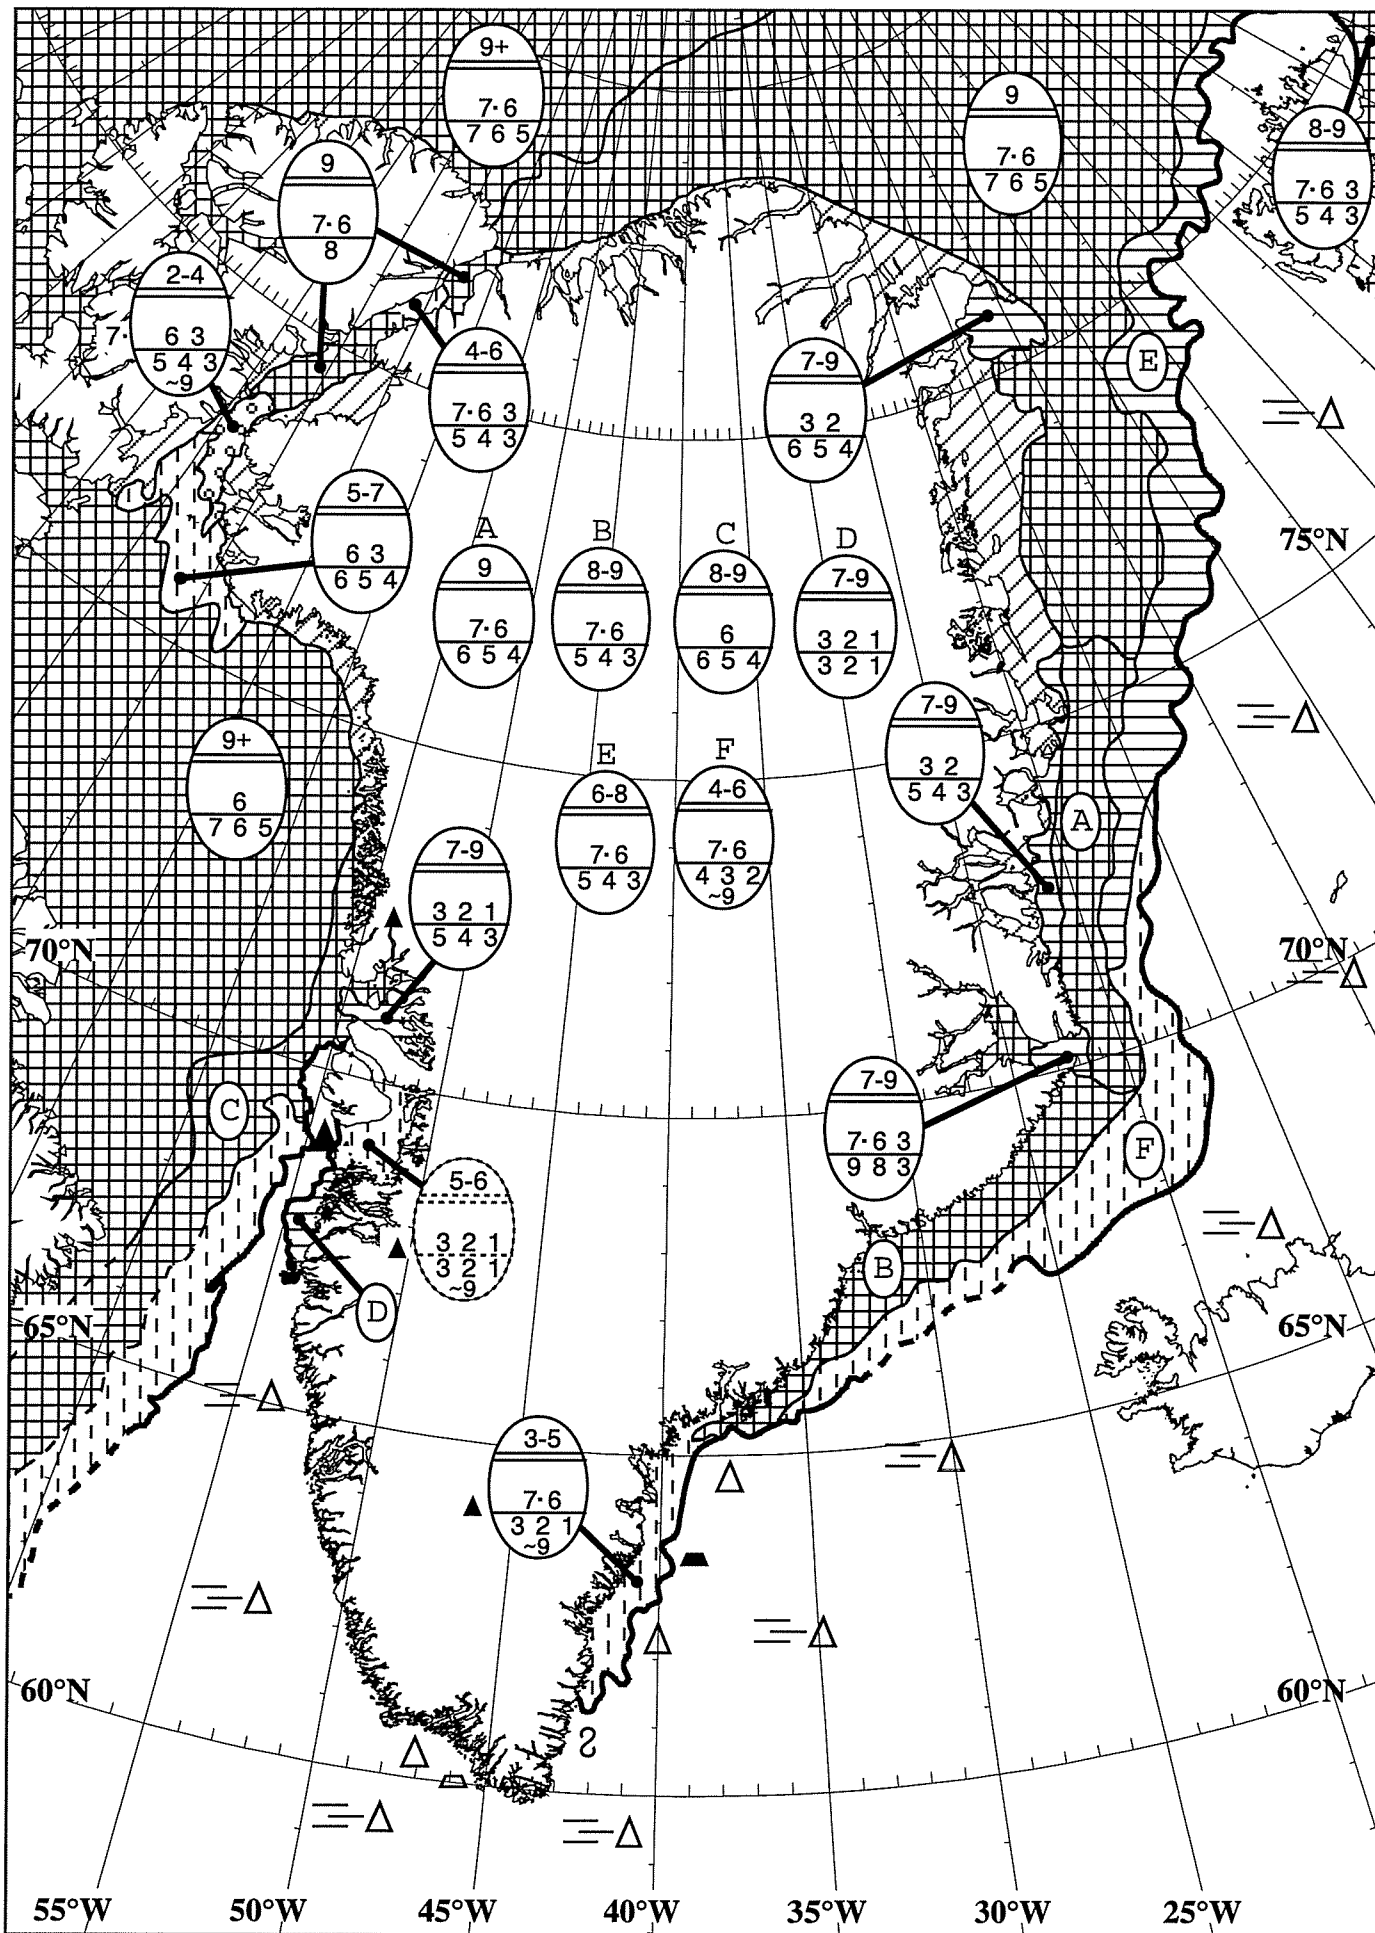 9+
7• 6
7 6 5
9
7• 6
7 6 5
8-9
7• 6 3
5 4 3
9
7• 6
8
2-4
7•
6 3
5 4 3
~9
4-6
7• 6 3
5 4 3
7-9
3 2
6 5 4
E
5-7
6 3
6 5 4
75°N
A
9
7• 6
6 5 4
B
8-9
7• 6
5 4 3
C
8-9
6
6 5 4
D
7-9
3 2 1
3 2 1
9+
6
7 6 5
E
6-8
7• 6
5 4 3
F
4-6
7• 6
4 3 2
~9
7-9
3 2
5 4 3
A
7-9
3 2 1
5 4 3
70°N
70°N
C
7-9
7• 6 3
9 8 3
F
5-6
3 2 1
3 2 1
~9
B
D
65°N
65°N
3-5
7• 6
3 2 1
~9
60°N
60°N
55°W
50°W
45°W
40°W
35°W
30°W
25°W